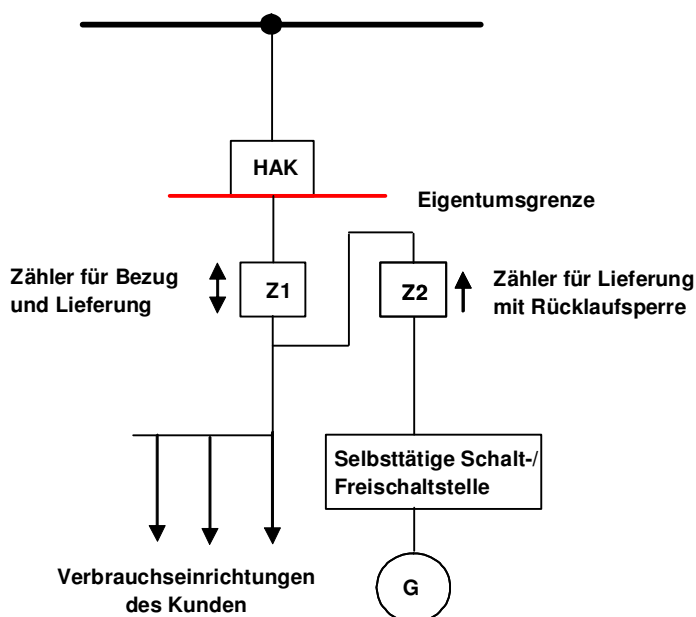 HAK
Eigentumsgrenze
Zähler für Bezug
und Lieferung
Z1
Z2
Zähler für Lieferung
mit Rücklaufsperre
Selbsttätige Schalt-/
Freischaltstelle
Verbrauchseinrichtungen
des Kunden
G